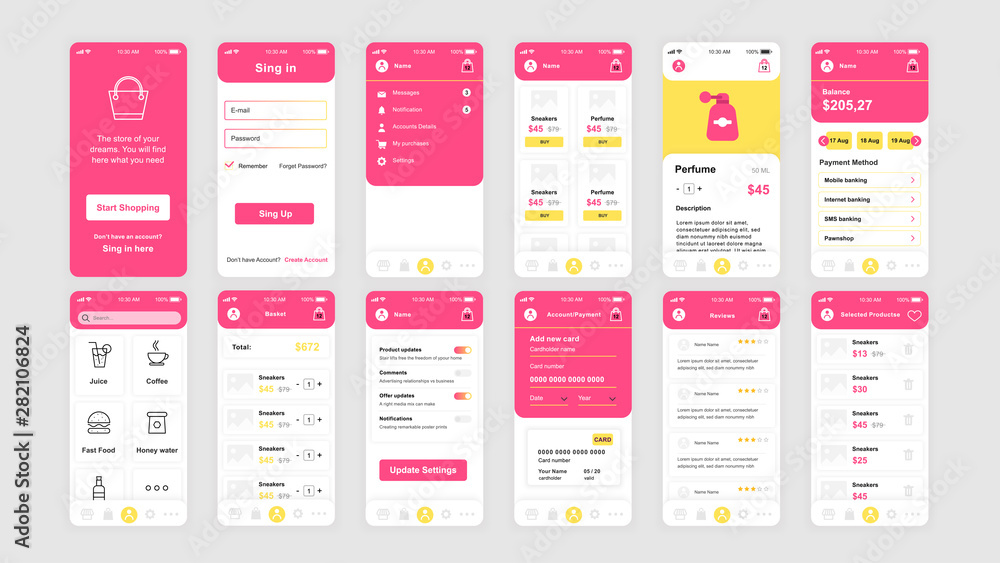 10:30 AM 100%
The store of your
dreams. You will find
here what you need
Start Shopping
Don't have an account?
Sing in here
10:30 AM 100%
Sing in
E-mail
Password
Remember Forget Password?
Sing Up
Don't have Account? Create Account
10:30 AM 100%
Name 12
Messages 3
Notification 5
Accounts Details
My purchases
Settings
10:30 AM 100%
Name 12
Sneakers Perfume
$45 $79 $45 $79
BUY BUY
Sneakers Perfume
$45 $79 $45 $79
BUY BUY
10:30 AM 100%
12
Perfume 50 ML
- 1 + $45
Description
Lorem ipsum dolor sit amet,
consectetuer adipiscing elit,
sed diam nonummy nibh
euismod tincidunt ut laoreet
dolore magna aliquam erat
10:30 AM 100%
Name 12
Balance
$205,27
17 Aug 18 Aug 19 Aug
Payment Method
Mobile banking
Internet banking
SMS banking
Pawnshop
10:30 AM 100%
Search...
Juice Coffee
Fast Food Honey water
10:30 AM 100%
Basket 12
Total: $672
Sneakers
$45 $79 - 1 +
Sneakers
$45 $79 - 1 +
Sneakers
$45 $79 - 1 +
Sneakers
$45 $79 - 1 +
10:30 AM 100%
Name 12
Product updates
Stair lifts free the freedom of ypour home
Comments
Advertising relationships vs business
Offer updates
A right media mix can make.
Notifications
Creating remarkable poster prints
Update Settings
10:30 AM 100%
Account/Payment 12
Add new card
Cardholder name
Card number
0000 0000 0000 0000
Date Year
CARD
0000 0000 0000 0000
Card number
Your Name 05 / 20
cardholder valid
10:30 AM 100%
Reviews 12
Name Name
Lorem ipsum dolor sit amet, consectetuer
adipiscing elit, sed diam nonummy nibh
Name Name
Lorem ipsum dolor sit amet, consectetuer
adipiscing elit, sed diam nonummy nibh
Name Name
Lorem ipsum dolor sit amet, consectetuer
adipiscing elit, sed diam nonummy nibh
Name Name
10:30 AM 100%
Selected Productse
Sneakers
$13 $79
Sneakers
$30
Sneakers
$45 $79
Sneakers
$25
Sneakers
$45
Adobe Stock | #282106824
Adobe Stock